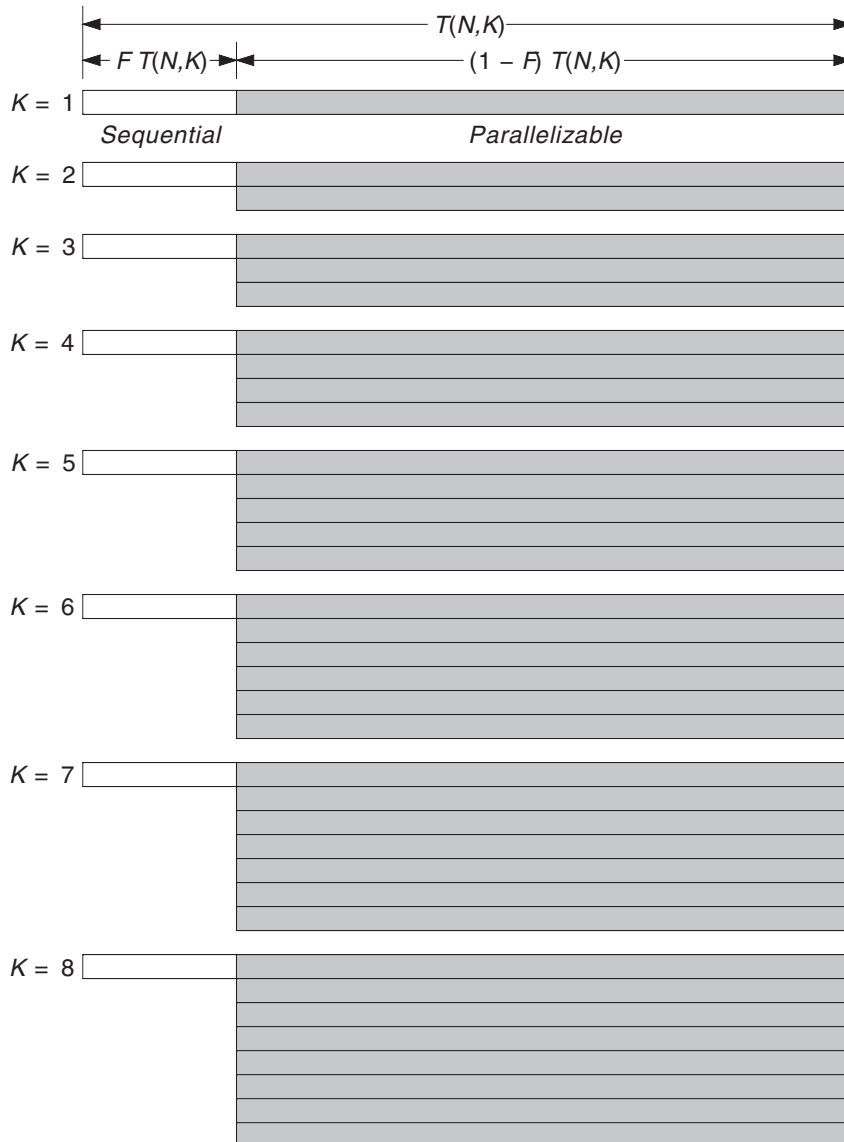 T(N,K)
F T(N,K) (1 – F) T(N,K)
K = 1
Sequential Parallelizable
K = 2
K = 3
K = 4
K = 5
K = 6
K = 7
K = 8